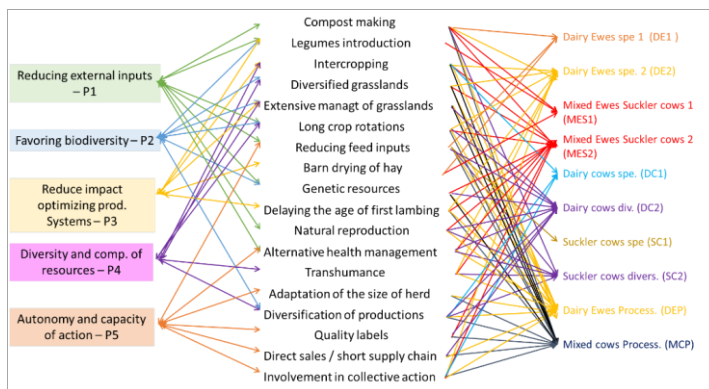 Reducing external inputs
– P1
Favoring biodiversity – P2
Reduce impact
optimizing prod.
Systems – P3
Diversity and comp. of
resources – P4
Autonomy and capacity
of action – P5
Compost making
Legumes introduction
Intercropping
Diversified grasslands
Extensive managt of grasslands
Long crop rotations
Reducing feed inputs
Barn drying of hay
Genetic resources
Delaying the age of first lambing
Natural reproduction
Alternative health management
Transhumance
Adaptation of the size of herd
Diversification of productions
Quality labels
Direct sales / short supply chain
Involvement in collective action
Dairy Ewes spe 1 (DE1 )
Dairy Ewes spe. 2 (DE2)
Mixed Ewes Suckler cows 1
(MES1)
Mixed Ewes Suckler cows 2
(MES2)
Dairy cows spe. (DC1)
Dairy cows div. (DC2)
Suckler cows spe (SC1)
Suckler cows divers. (SC2)
Dairy Ewes Process. (DEP)
Mixed cows Process. (MCP)